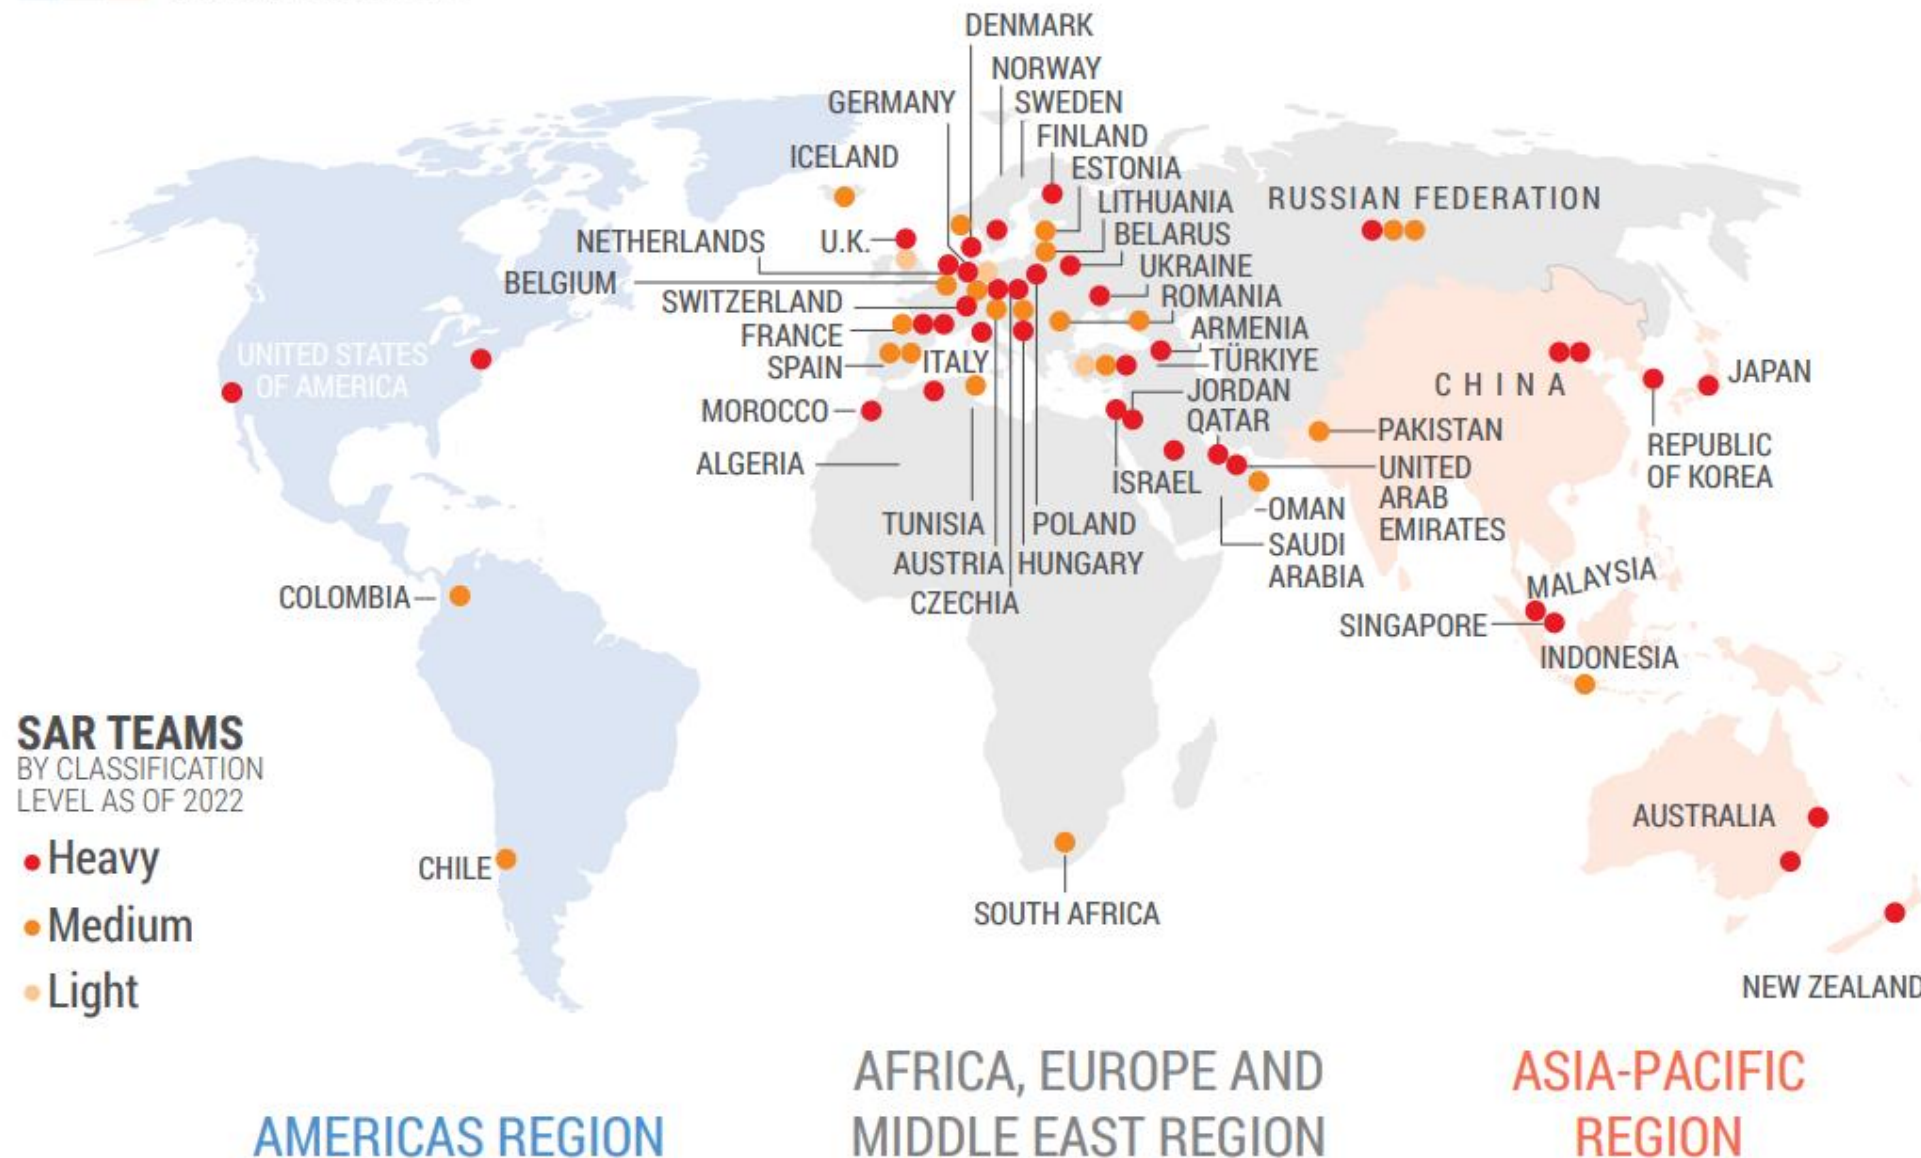 DENMARK
NORWAY
GERMANY
SWEDEN
FINLAND
ICELAND
ESTONIA
RUSSIAN FEDERATION
LITHUANIA
NETHERLANDS
U.K.
BELARUS
BELGIUM
UKRAINE
SWITZERLAND
ROMANIA
FRANCE
ARMENIA
UNITED STATES
OF AMERICA
SPAIN
ITALY
TÜRKIYE
JAPAN
CHINA
JORDAN
MOROCCO
QATAR
PAKISTAN
REPUBLIC
OF KOREA
ALGERIA
ISRAEL
UNITED
ARAB
EMIRATES
OMAN
TUNISIA
POLAND
SAUDI
ARABIA
AUSTRIA
HUNGARY
CZECHIA
COLOMBIA
MALAYSIA
SINGAPORE
INDONESIA
SAR TEAMS
BY CLASSIFICATION
LEVEL AS OF 2022
Heavy
Medium
Light
CHILE
AUSTRALIA
SOUTH AFRICA
NEW ZEALAND
AMERICAS REGION
AFRICA, EUROPE AND
MIDDLE EAST REGION
ASIA-PACIFIC
REGION